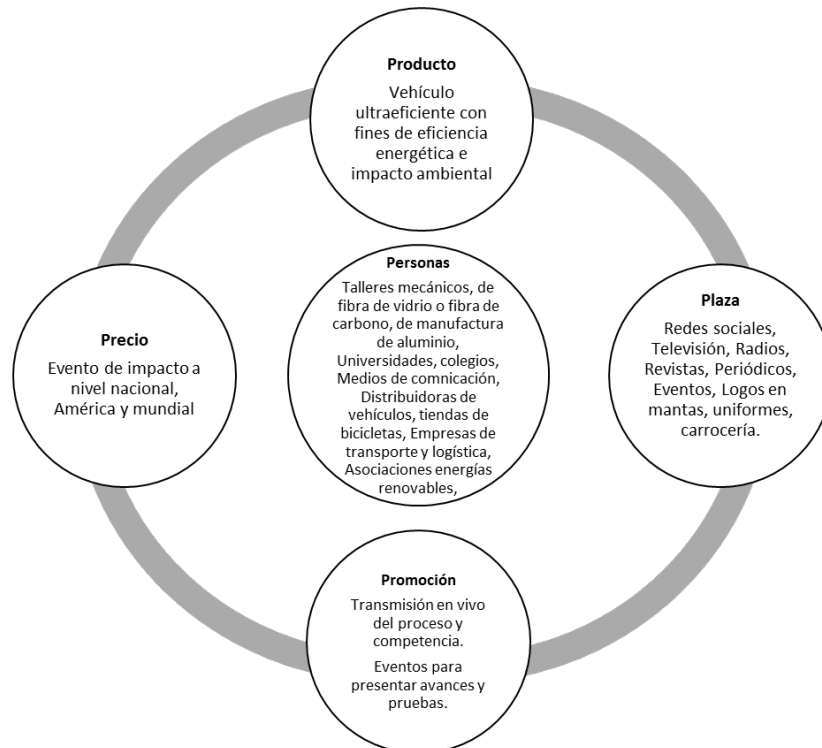 Producto
Vehículo
ultraeficiente con
fines de eficiencia
energética e
impacto ambiental
Precio
Evento de impacto a
nivel nacional,
América y mundial
Personas
Talleres mecánicos, de
fibra de vidrio o fibra de
carbono, de manufactura
de aluminio,
Universidades, colegios,
Medios de comnicación,
Distribuidoras de
vehículos, tiendas de
bicicletas, Empresas de
transporte y logística,
Asociaciones energías
renovables,
Plaza
Redes sociales,
Televisión, Radios,
Revistas, Periódicos,
Eventos, Logos en
mantas, uniformes,
carrocería.
Promoción
Transmisión en vivo
del proceso y
competencia.
Eventos para
presentar avances y
pruebas.